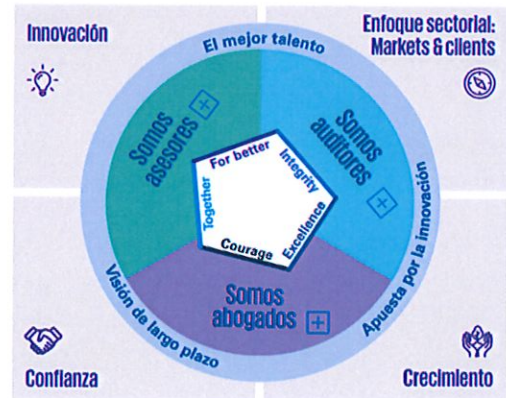 Innovación
Enfoque sectorial:
Markets & clients
El mejor talento
Somos
asesores
Somos
auditores
For better
Integrity
Together
Excellence
Courage
Somos
abogados
Visión de largo plazo
Apuesta por la innovación
Confianza
Crecimiento